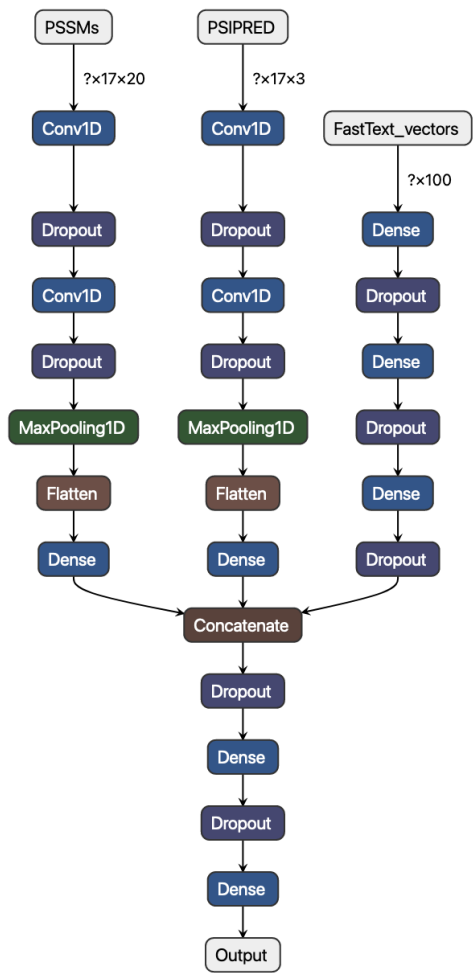 PSSMs
PSIPRED
?×17×20
?×17×3
Conv1D
Conv1D
FastText_vectors
?×100
Dropout
Dropout
Dense
Conv1D
Conv1D
Dropout
Dropout
Dropout
Dense
MaxPooling1D
MaxPooling1D
Dropout
Flatten
Flatten
Dense
Dense
Dense
Dropout
Concatenate
Dropout
Dense
Dropout
Dense
Output